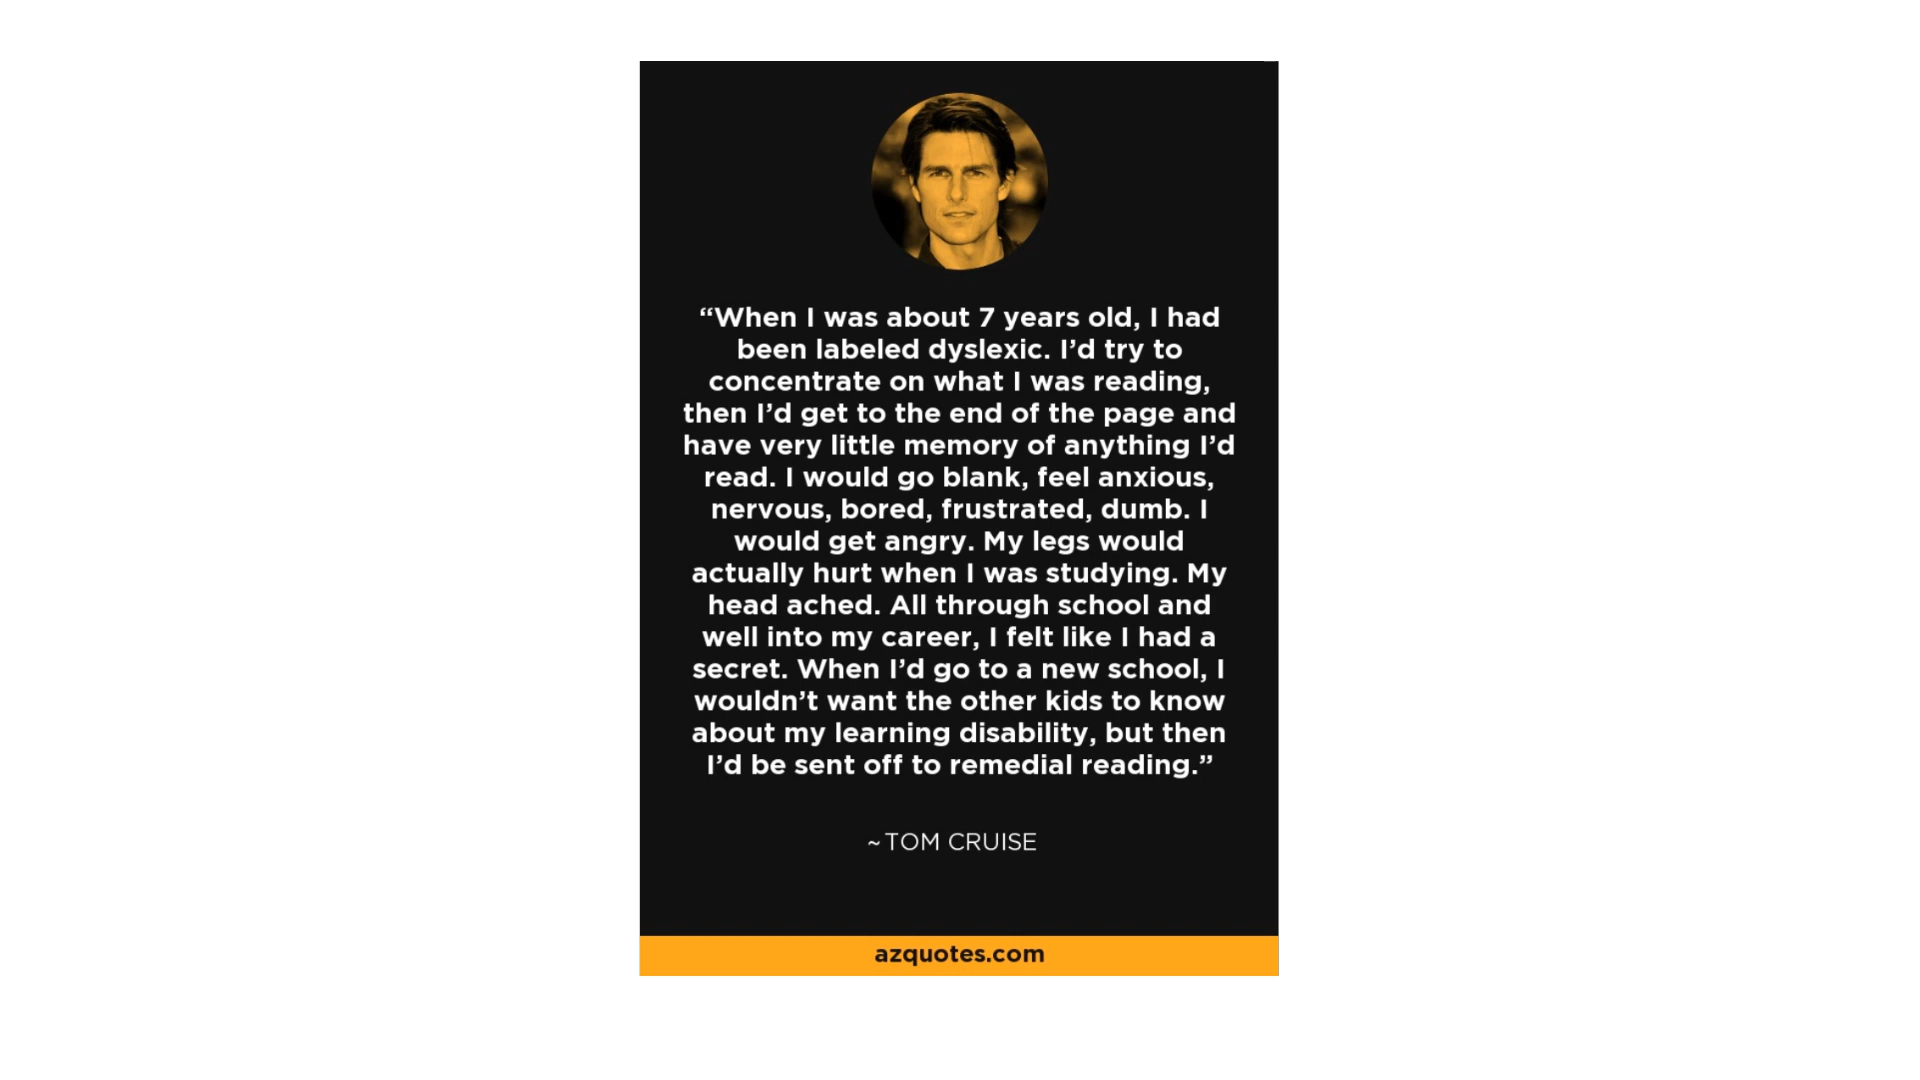 “When I was about 7 years old, I had
been labeled dyslexic. I’d try to
concentrate on what I was reading,
then I’d get to the end of the page and
have very little memory of anything I’d
read. I would go blank, feel anxious,
nervous, bored, frustrated, dumb. I
would get angry. My legs would
actually hurt when I was studying. My
head ached. All through school and
well into my career, I felt like I had a
secret. When I’d go to a new school, I
wouldn’t want the other kids to know
about my learning disability, but then
I’d be sent off to remedial reading.”
~ TOM CRUISE
azquotes.com